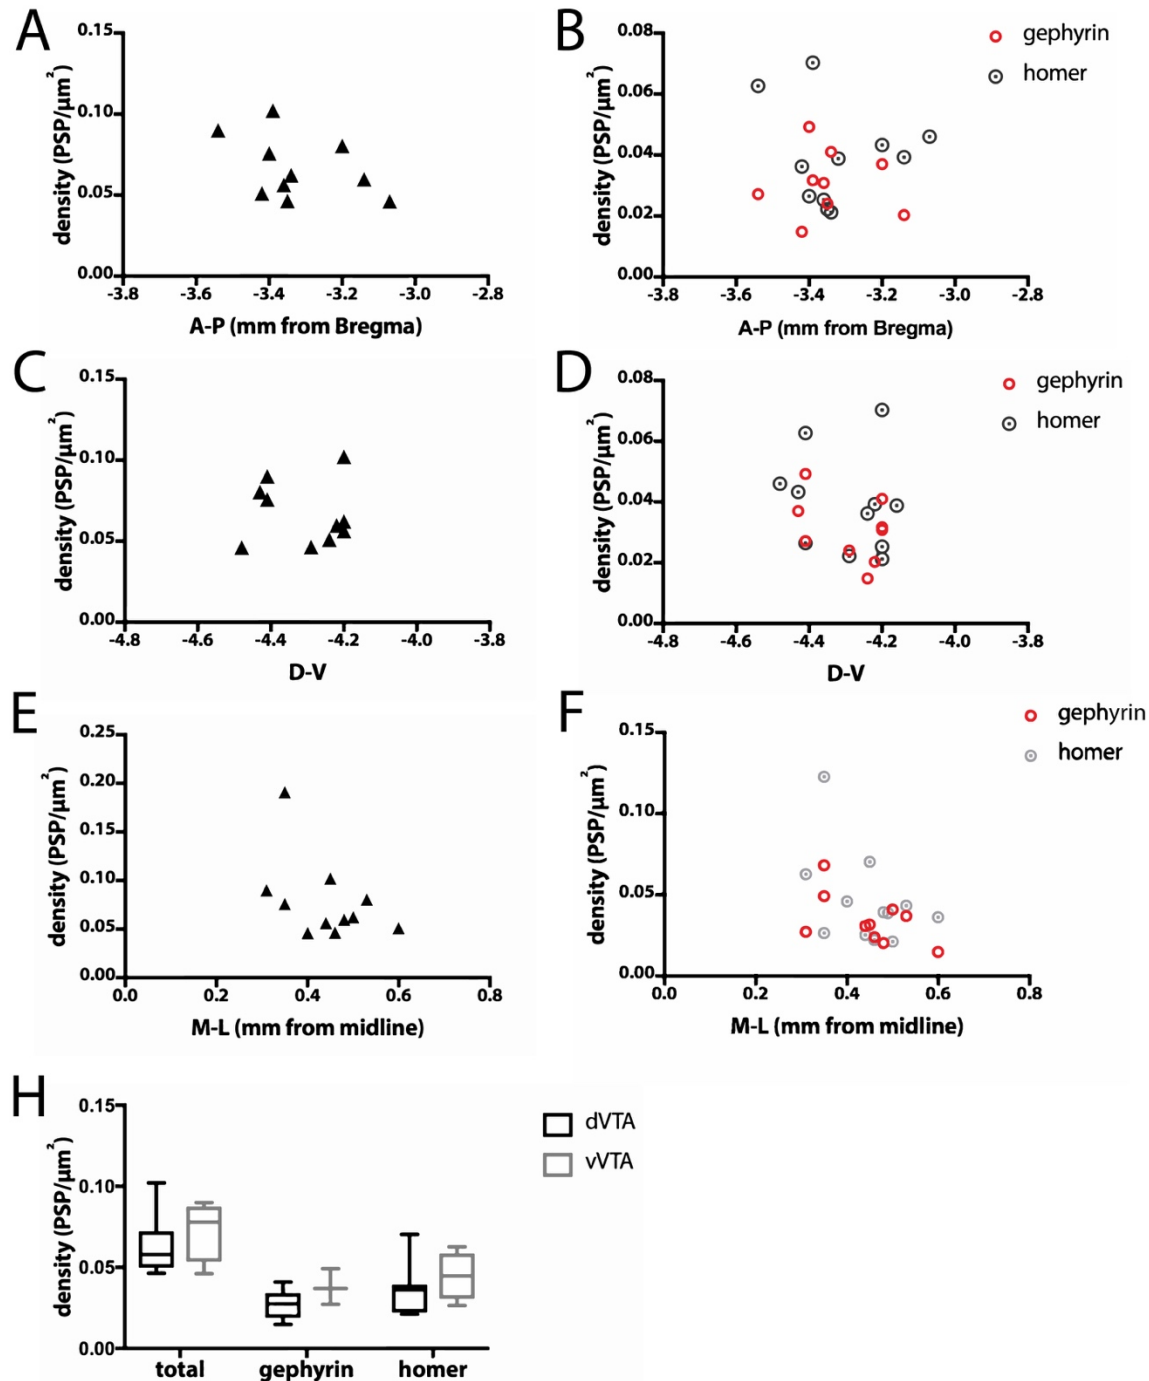 A
0.15
0.10
0.05
0.00
density (PSP/μm²)
-3.8 -3.6 -3.4 -3.2 -3.0 -2.8
A-P (mm from Bregma)
B
gephyrin
homer
0.08
0.06
0.04
0.02
0.00
density (PSP/μm²)
-3.8 -3.6 -3.4 -3.2 -3.0 -2.8
A-P (mm from Bregma)
C
0.15
0.10
0.05
0.00
density (PSP/μm²)
-4.8 -4.6 -4.4 -4.2 -4.0 -3.8
D-V
D
gephyrin
homer
0.08
0.06
0.04
0.02
0.00
density (PSP/μm²)
-4.8 -4.6 -4.4 -4.2 -4.0 -3.8
D-V
E
0.25
0.20
0.15
0.10
0.05
0.00
density (PSP/μm²)
0.0 0.2 0.4 0.6 0.8
M-L (mm from midline)
F
gephyrin
homer
0.15
0.10
0.05
0.00
density (PSP/μm²)
0.0 0.2 0.4 0.6 0.8
M-L (mm from midline)
H
dVTA
vVTA
0.15
0.10
0.05
0.00
density (PSP/μm²)
total gephyrin homer